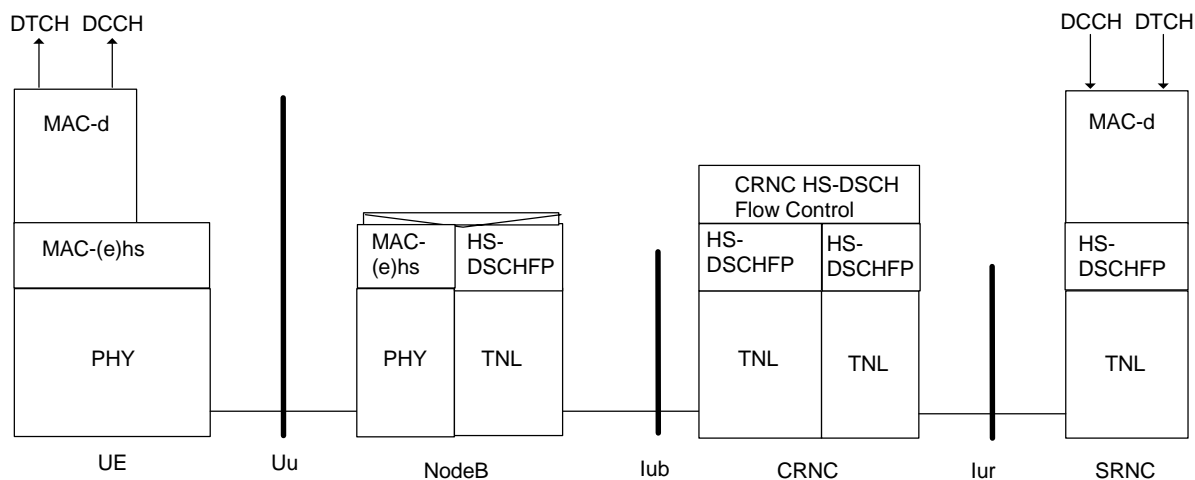 DTCH DCCH
DCCH DTCH
MAC-d
MAC-d
CRNC HS-DSCH
Flow Control
MAC-(e)hs
MAC-
(e)hs
HS-
DSCHFP
HS-
DSCHFP
HS-
DSCHFP
HS-
DSCHFP
PHY
PHY
TNL
TNL
TNL
TNL
UE
Uu
NodeB
Iub
CRNC
Iur
SRNC